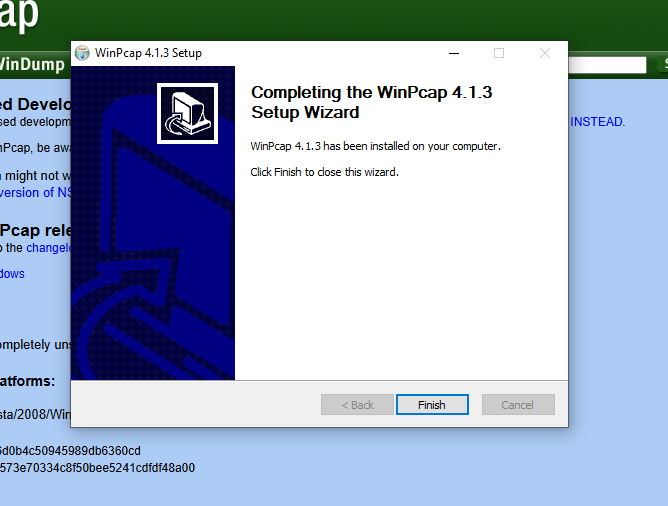 ap
WinDump
WinPcap 4.1.3 Setup
Completing the WinPcap 4.1.3
Setup Wizard
WinPcap 4.1.3 has been installed on your computer.
Click Finish to close this wizard.
< Back
Finish
Cancel
ed Develo
sed developm
INSTEAD.
nPcap, be awa
might not w
version of NS
Pcap rele
o the changel
dows
ompletely uns
atforms:
sta/2008/Win
6d0b4c50945989db6360cd
573e70334c8f50bee5241cdfdf48a00